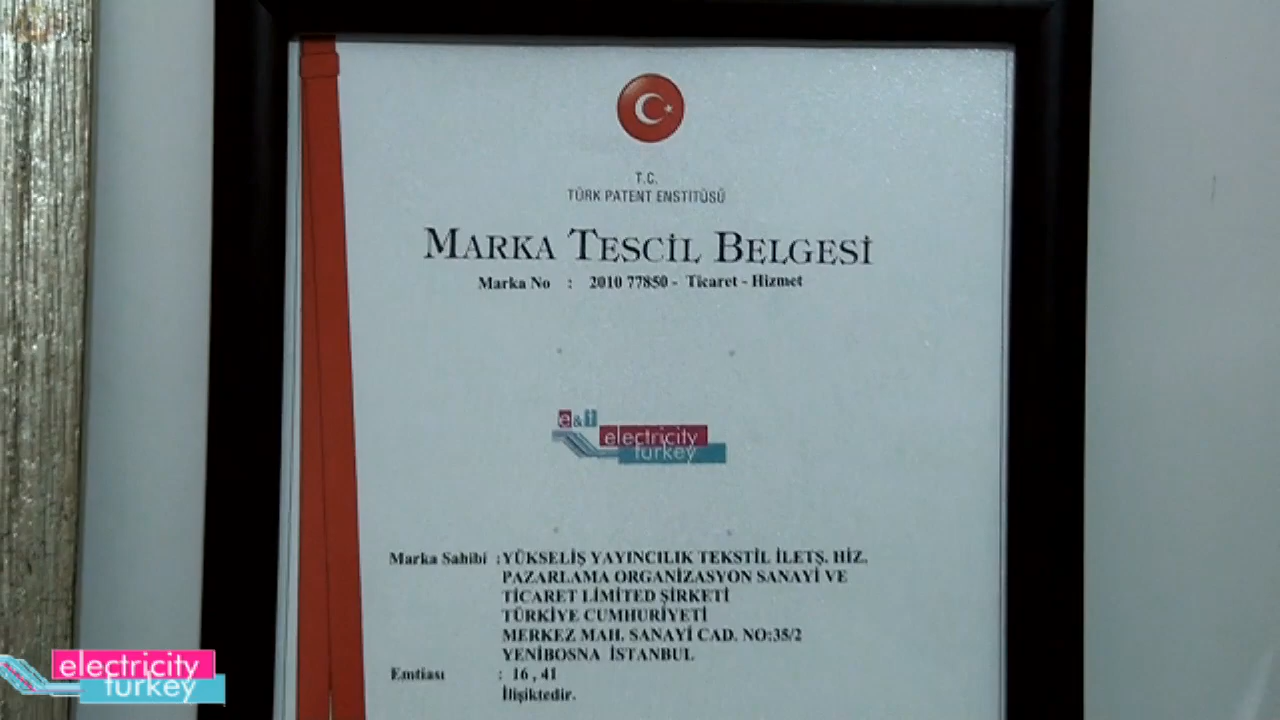 T.C.
TÜRK PATENT ENSTİTÜSÜ
MARKA TESCİL BELGESİ
Marka No : 2010 77850 - Ticaret - Hizmet
e&t
electricity
turkey
Marka Sahibi : YÜKSELİŞ YAYINCILIK TEKSTİL İLETŞ. HİZ.
PAZARLAMA ORGANİZASYON SANAYİ VE
TİCARET LİMİTED ŞİRKETİ
TÜRKİYE CUMHURİYETİ
MERKEZ MAH. SANAYİ CAD. NO:35/2
YENİBOSNA İSTANBUL
Emtiası : 16 , 41
İlişiktedir.
electricity
turkey